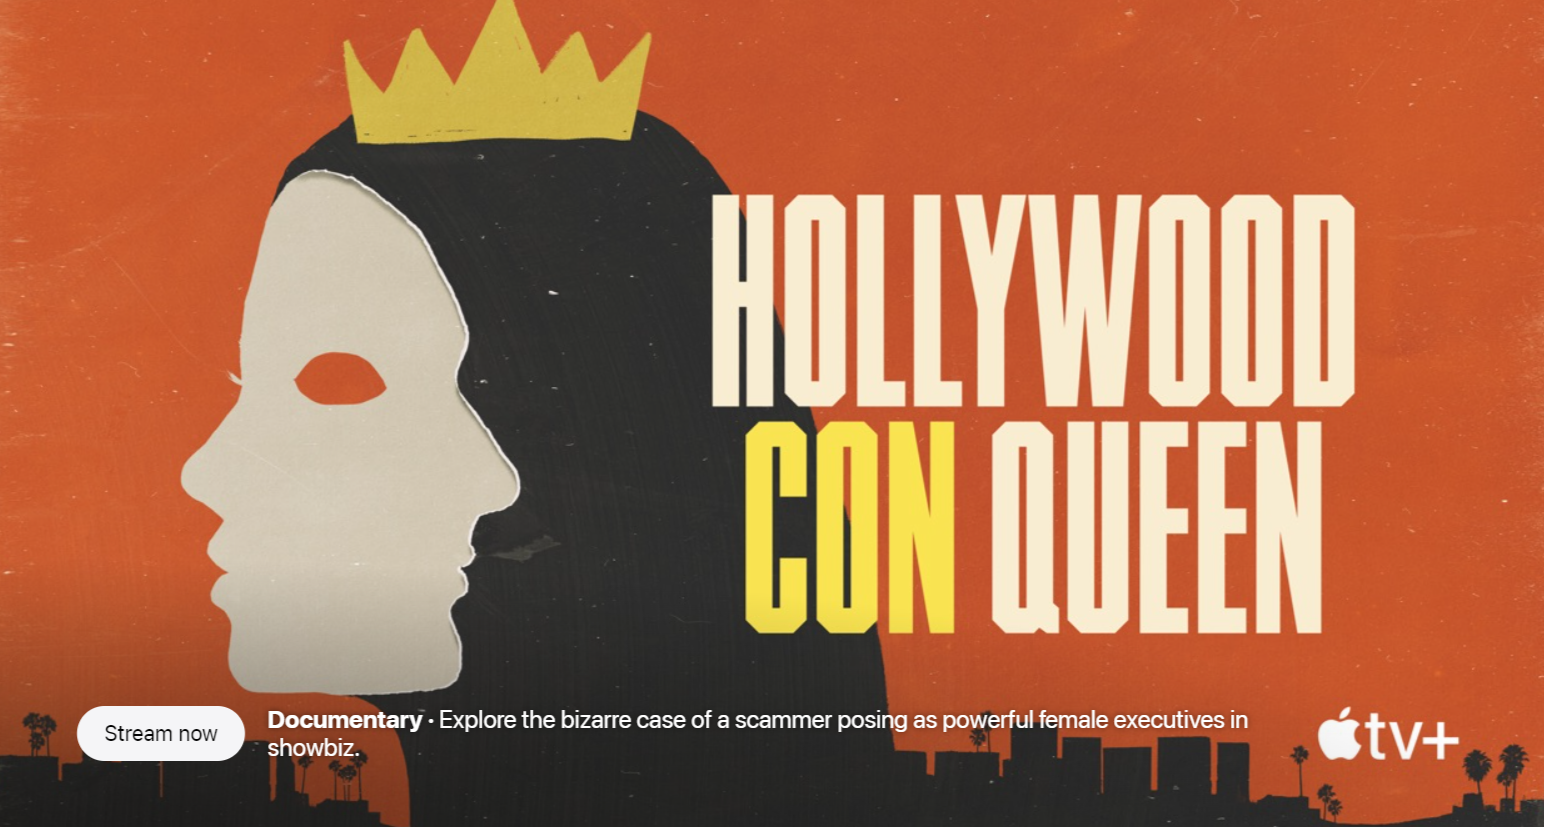 HOLLYWOOD
CON QUEEN
Stream now
Documentary · Explore the bizarre case of a scammer posing as powerful female executives in
showbiz.
tv+